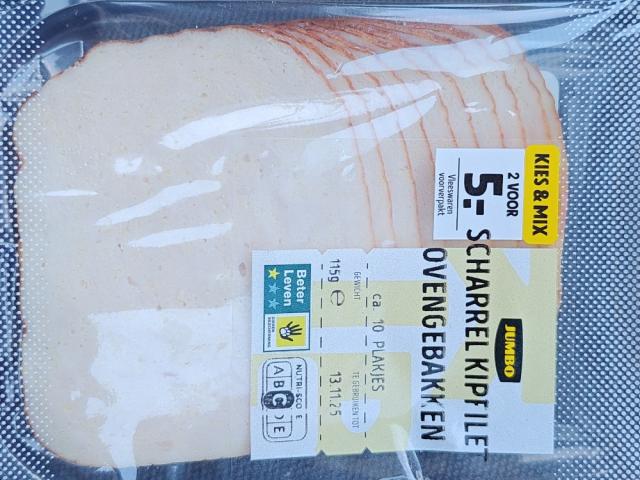 KIES & MIX
2 VOOR
5.-
Vleeswaren
voorverpakt
JUMBO
SCHARREL KIPFILET
OVENGEBAKKEN
ca. 10 PLAKJES
GEWICHT
115g e
TE GEBRUIKEN TOT
13.11.25
Beter
Leven
NUTRI-SCORE
A B C D E